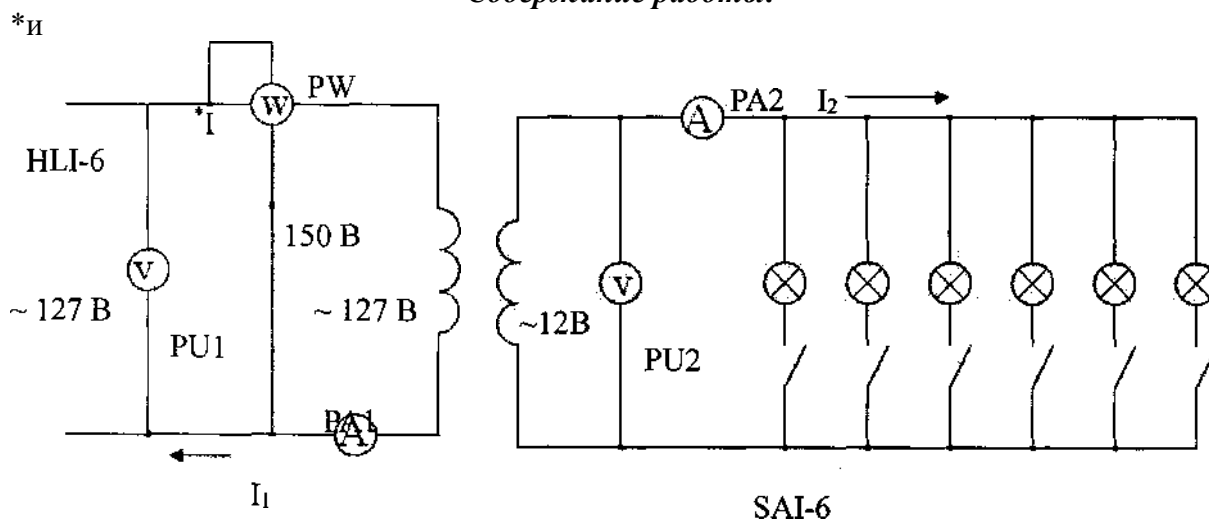 Содержание работы.
*и
PW
W
*I
PA2
I₂
A
HLI-6
150 В
V
V
~ 127 В
~ 127 В
~12В
PU1
PU2
PA1
A
I₁
SAI-6